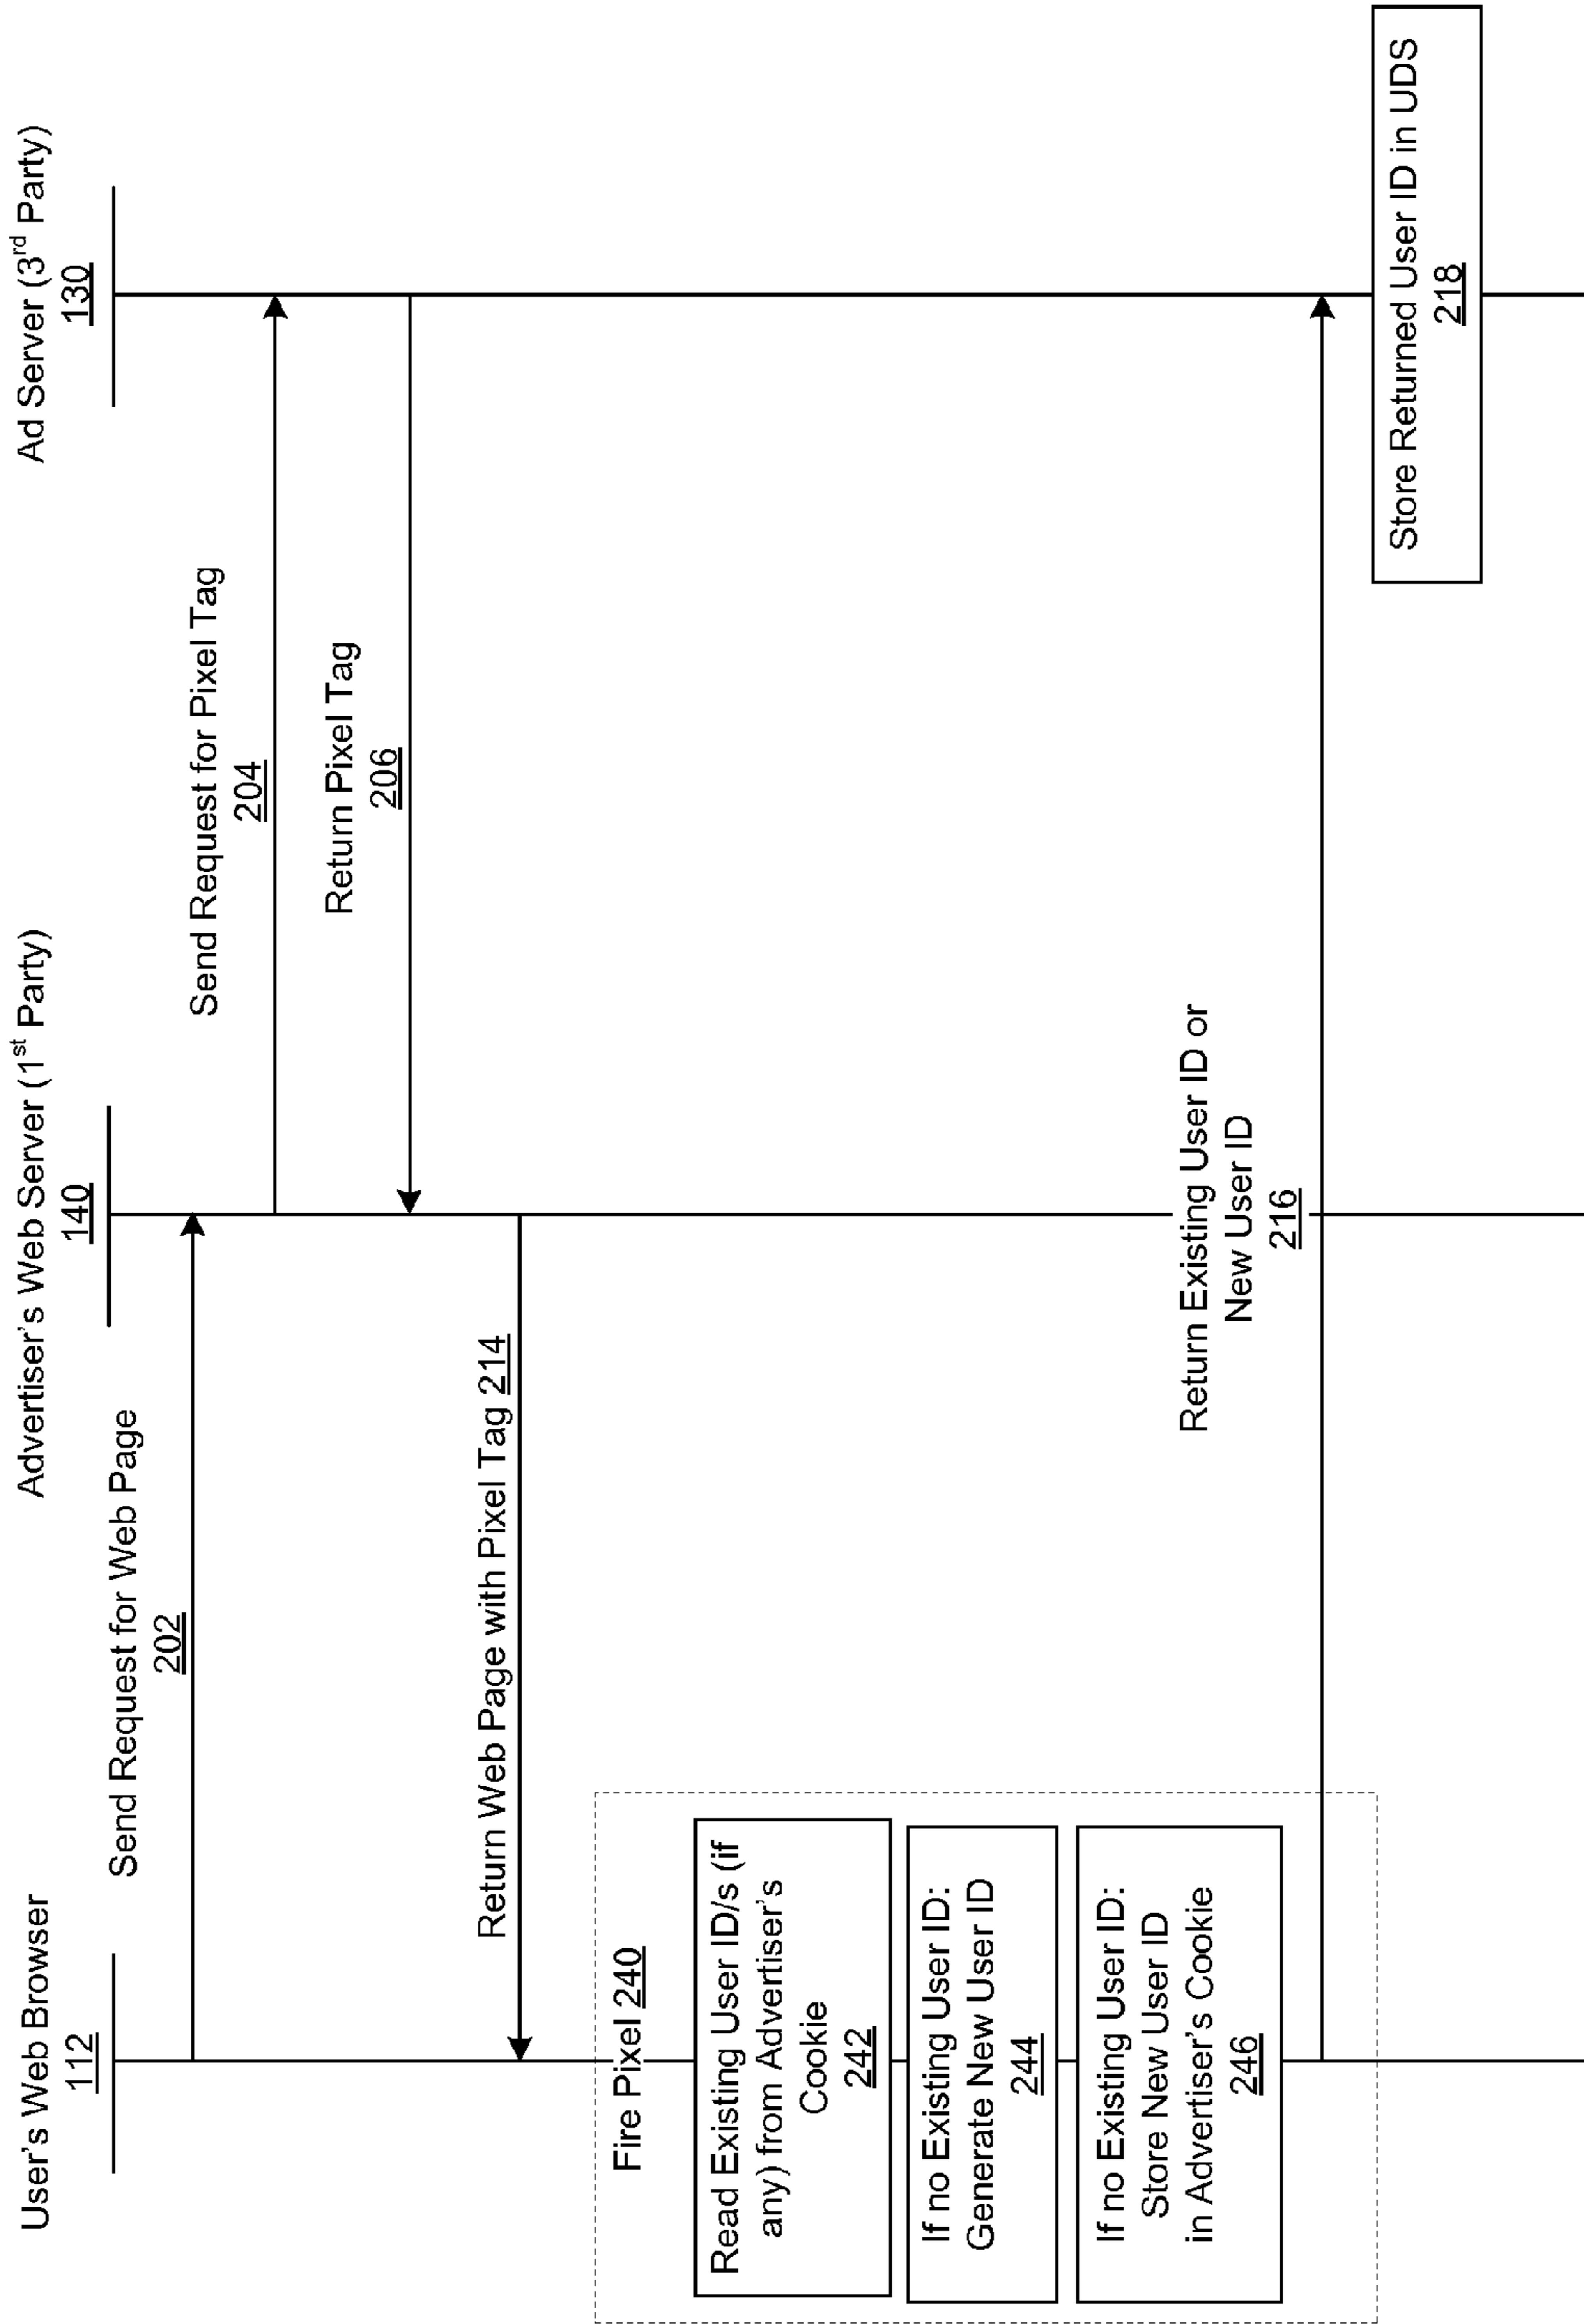 User's Web Browser
112
Advertiser's Web Server (1st Party)
140
Ad Server (3rd Party)
130
Send Request for Web Page
202
Send Request for Pixel Tag
204
Return Pixel Tag
206
Return Web Page with Pixel Tag 214
Fire Pixel 240
Read Existing User ID/s (if
any) from Advertiser's
Cookie
242
If no Existing User ID:
Generate New User ID
244
If no Existing User ID:
Store New User ID
in Advertiser's Cookie
246
Return Existing User ID or
New User ID
216
Store Returned User ID in UDS
218